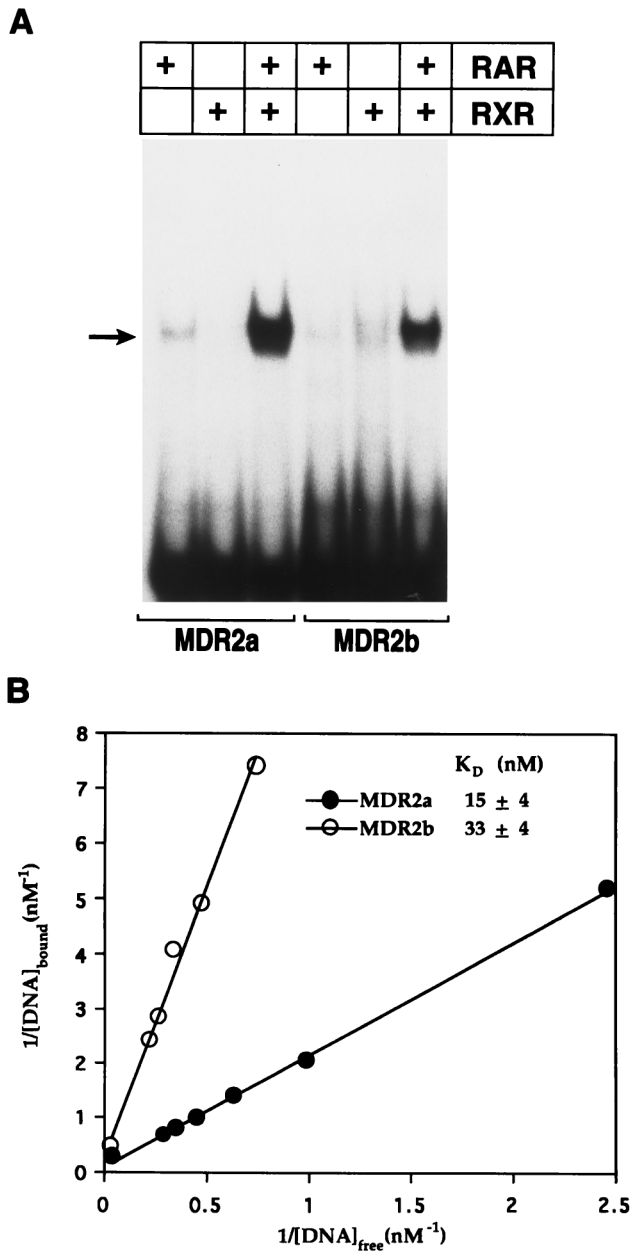 A
+ + + + RAR
+ + + + RXR
MDR2a MDR2b
B
K_D (nM)
MDR2a 15 ± 4
MDR2b 33 ± 4
8
7
6
5
4
3
2
1
0
1/[DNA]bound(nM⁻¹)
0 0.5 1 1.5 2 2.5
1/[DNA]free(nM⁻¹)